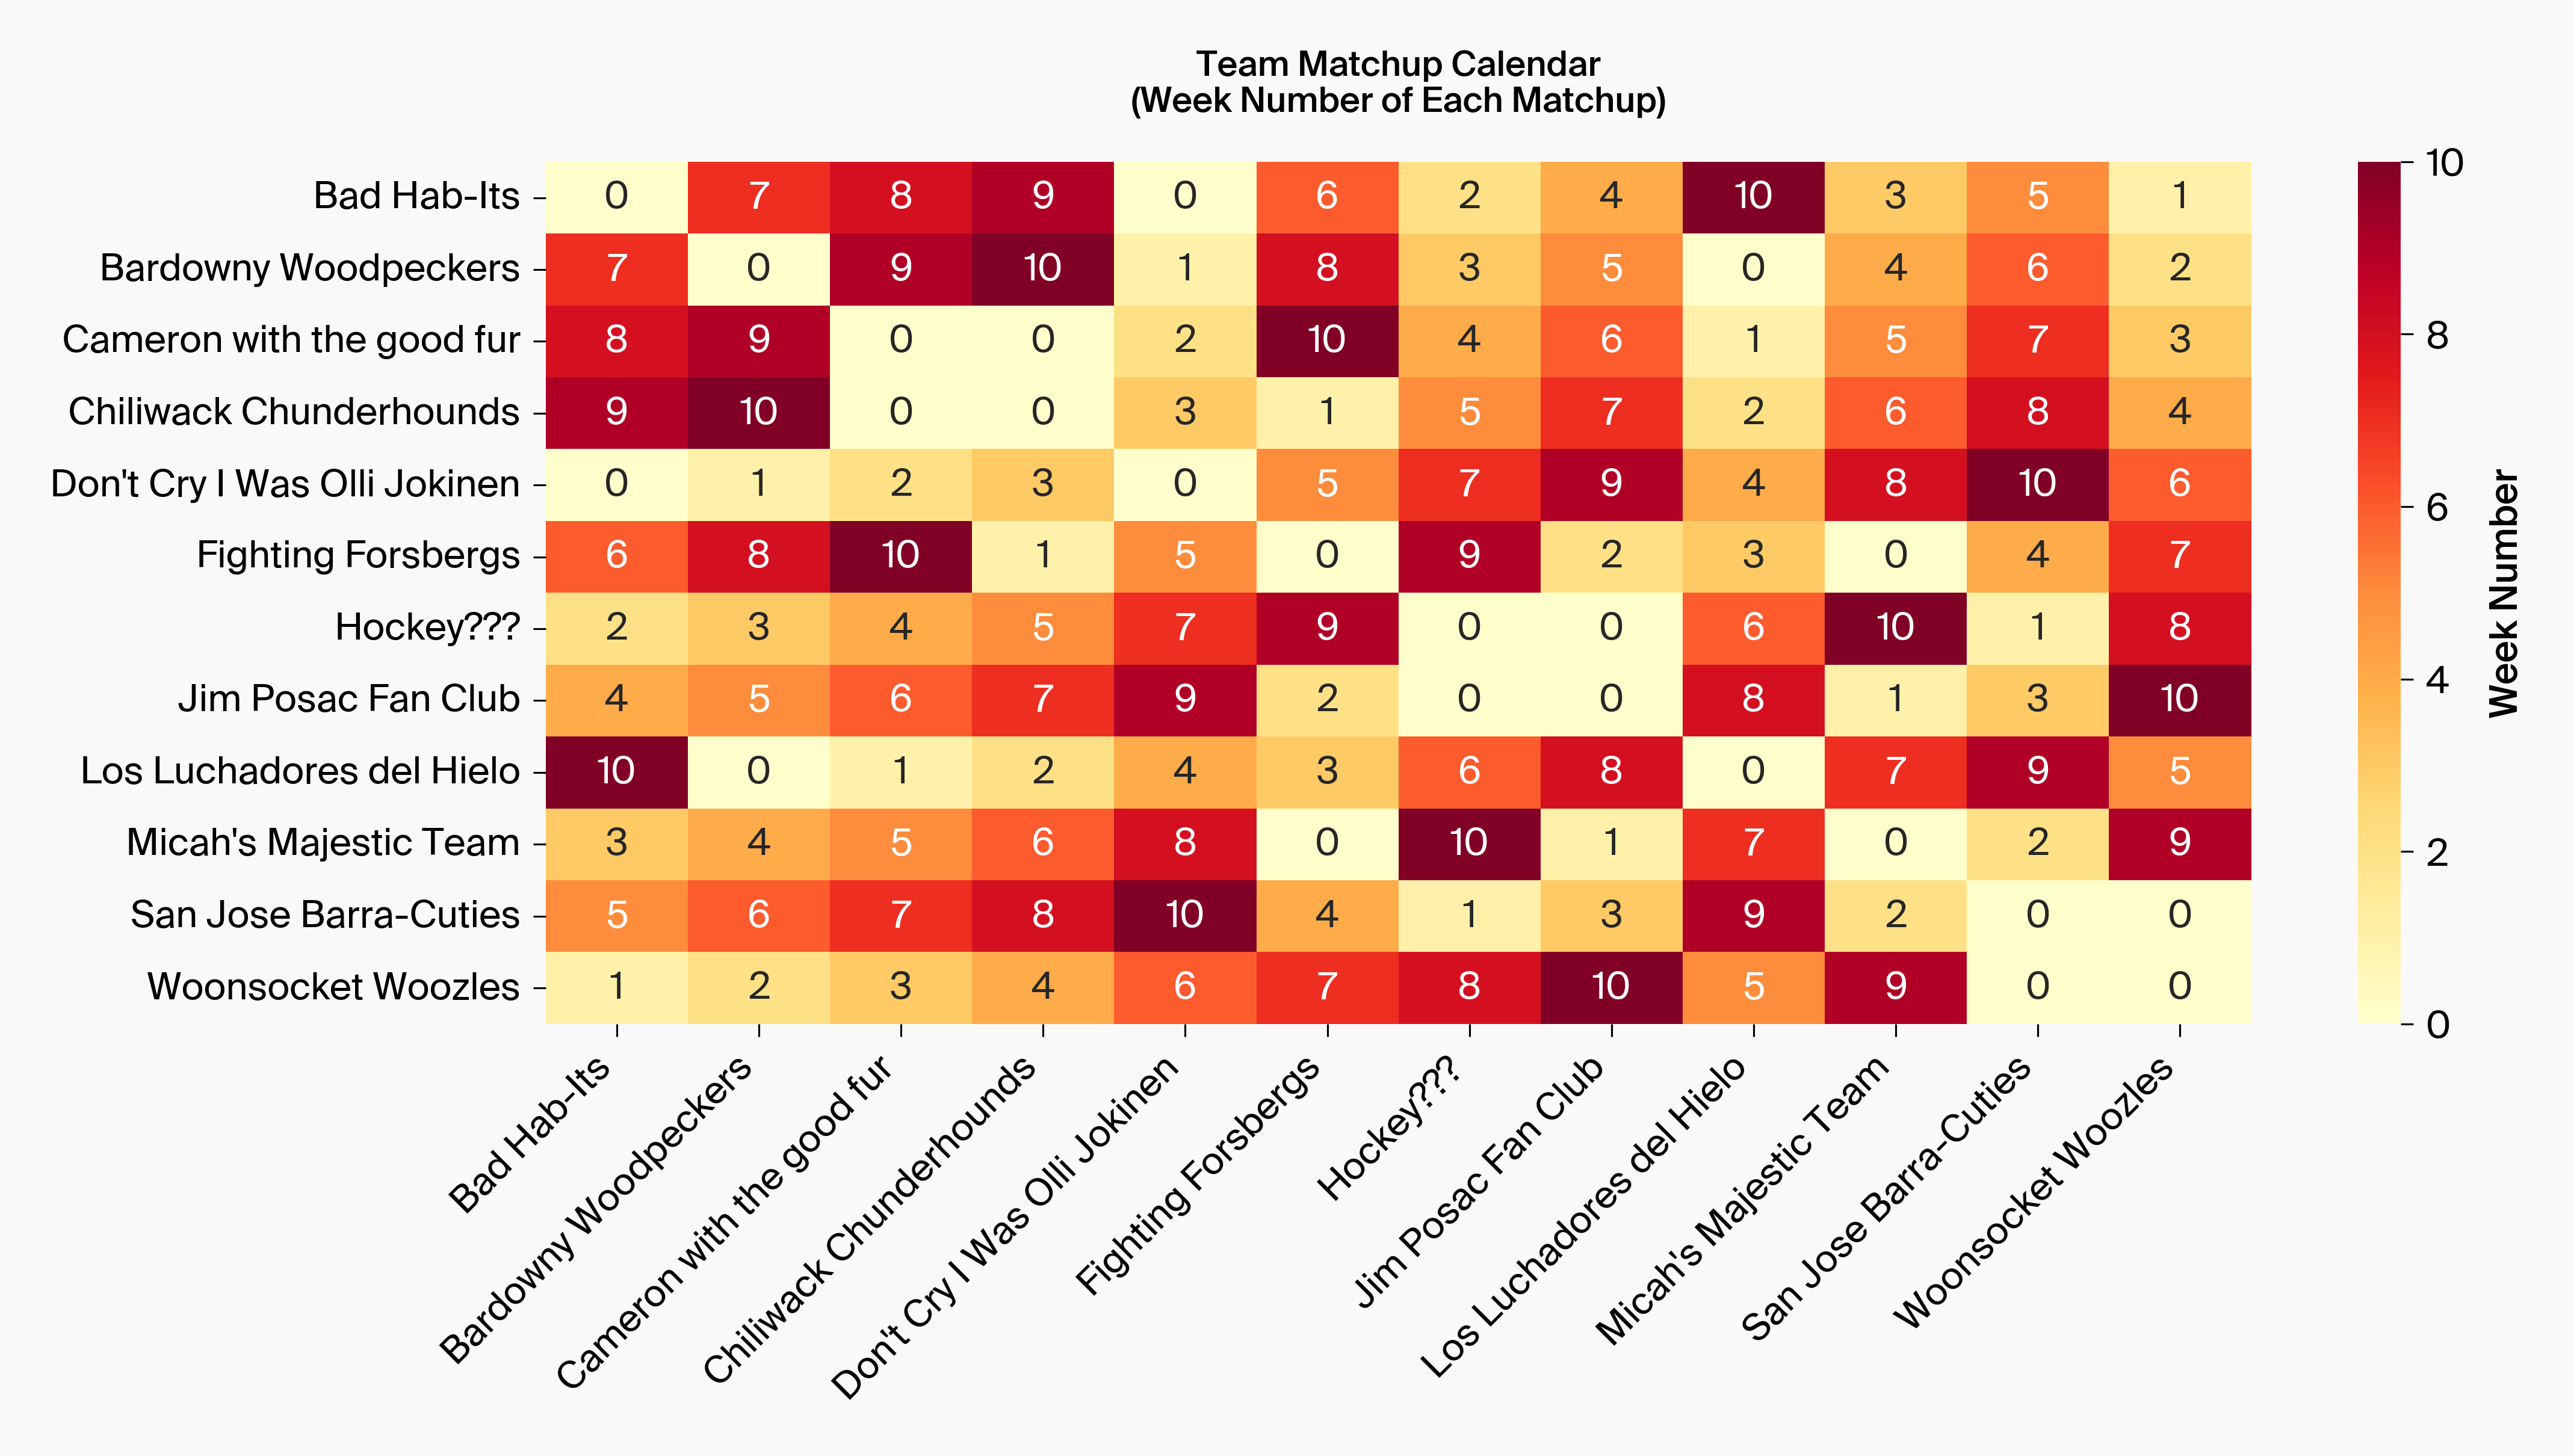 Team Matchup Calendar
(Week Number of Each Matchup)
Bad Hab-Its 0 7 8 9 0 6 2 4 10 3 5 1
Bardowny Woodpeckers 7 0 9 10 1 8 3 5 0 4 6 2
Cameron with the good fur 8 9 0 0 2 10 4 6 1 5 7 3
Chiliwack Chunderhounds 9 10 0 0 3 1 5 7 2 6 8 4
Don't Cry I Was Olli Jokinen 0 1 2 3 0 5 7 9 4 8 10 6
Fighting Forsbergs 6 8 10 1 5 0 9 2 3 0 4 7
Hockey??? 2 3 4 5 7 9 0 0 6 10 1 8
Jim Posac Fan Club 4 5 6 7 9 2 0 0 8 1 3 10
Los Luchadores del Hielo 10 0 1 2 4 3 6 8 0 7 9 5
Micah's Majestic Team 3 4 5 6 8 0 10 1 7 0 2 9
San Jose Barra-Cuties 5 6 7 8 10 4 1 3 9 2 0 0
Woonsocket Woozles 1 2 3 4 6 7 8 10 5 9 0 0
Bad Hab-Its
Bardowny Woodpeckers
Cameron with the good fur
Chiliwack Chunderhounds
Don't Cry I Was Olli Jokinen
Fighting Forsbergs
Hockey???
Jim Posac Fan Club
Los Luchadores del Hielo
Micah's Majestic Team
San Jose Barra-Cuties
Woonsocket Woozles
10
8
6
4
2
0
Week Number